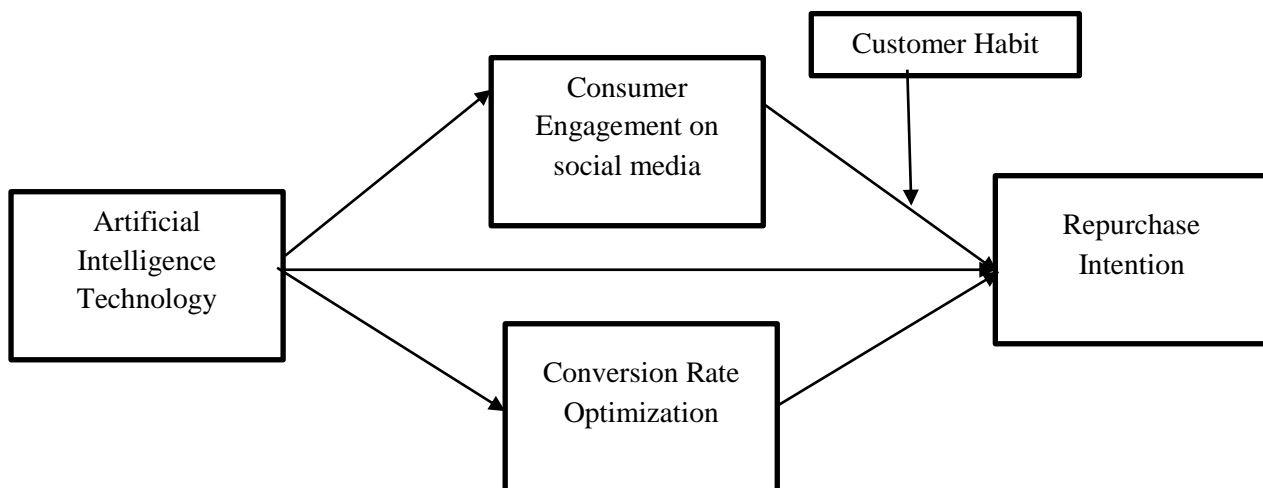 Customer Habit
Consumer
Engagement on
social media
Artificial
Intelligence
Technology
Repurchase
Intention
Conversion Rate
Optimization